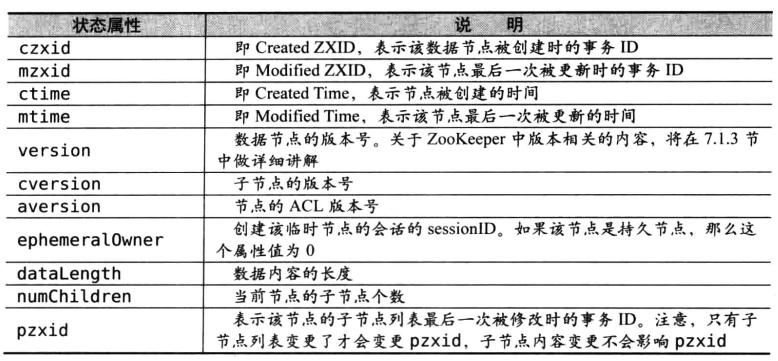 状态属性 说 明
czxid 即 Created ZXID，表示该数据节点被创建时的事务 ID
mzxid 即 Modified ZXID，表示该节点最后一次被更新时的事务 ID
ctime 即 Created Time，表示节点被创建的时间
mtime 即 Modified Time，表示该节点最后一次被更新的时间
version 数据节点的版本号。关于 ZooKeeper 中版本相关的内容，将在 7.1.3 节
中做详细讲解
cversion 子节点的版本号
aversion 节点的 ACL 版本号
ephemeralOwner 创建该临时节点的会话的 sessionID。如果该节点是持久节点，那么这
个属性值为 0
dataLength 数据内容的长度
numChildren 当前节点的子节点个数
pzxid 表示该节点的子节点列表最后一次被修改时的事务 ID。注意，只有子
节点列表变更了才会变更 pzxid，子节点内容变更不会影响 pzxid